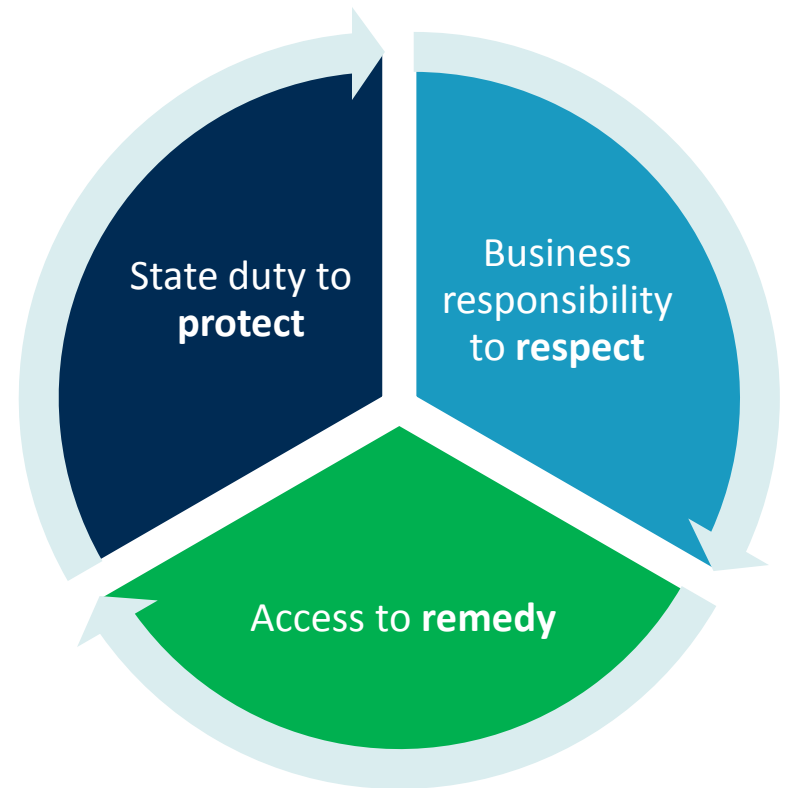 State duty to
protect
Business
responsibility
to respect
Access to remedy